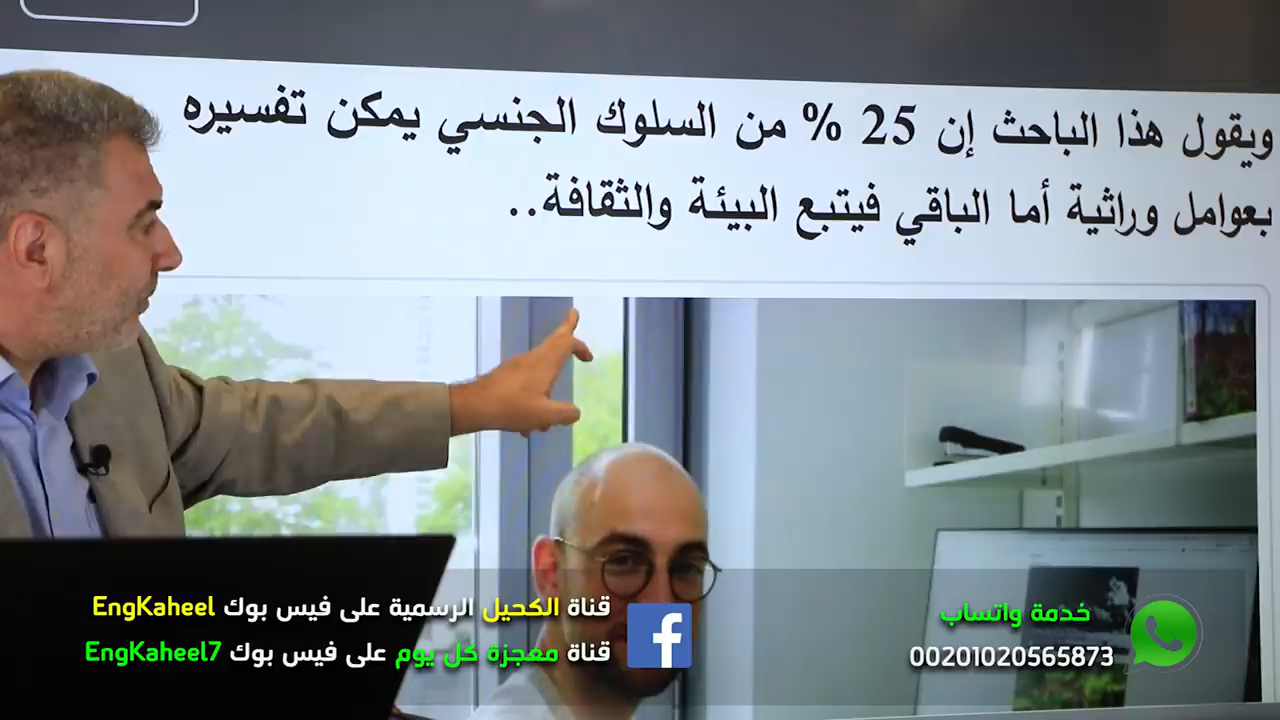 ويقول هذا الباحث إن 25 % من السلوك الجنسي يمكن تفسيره
بعوامل وراثية أما الباقي فيتبع البيئة والثقافة..
خدمة واتساب
00201020565873
قناة الكحيل الرسمية على فيس بوك EngKaheel
قناة معجزة كل يوم على فيس بوك EngKaheel7